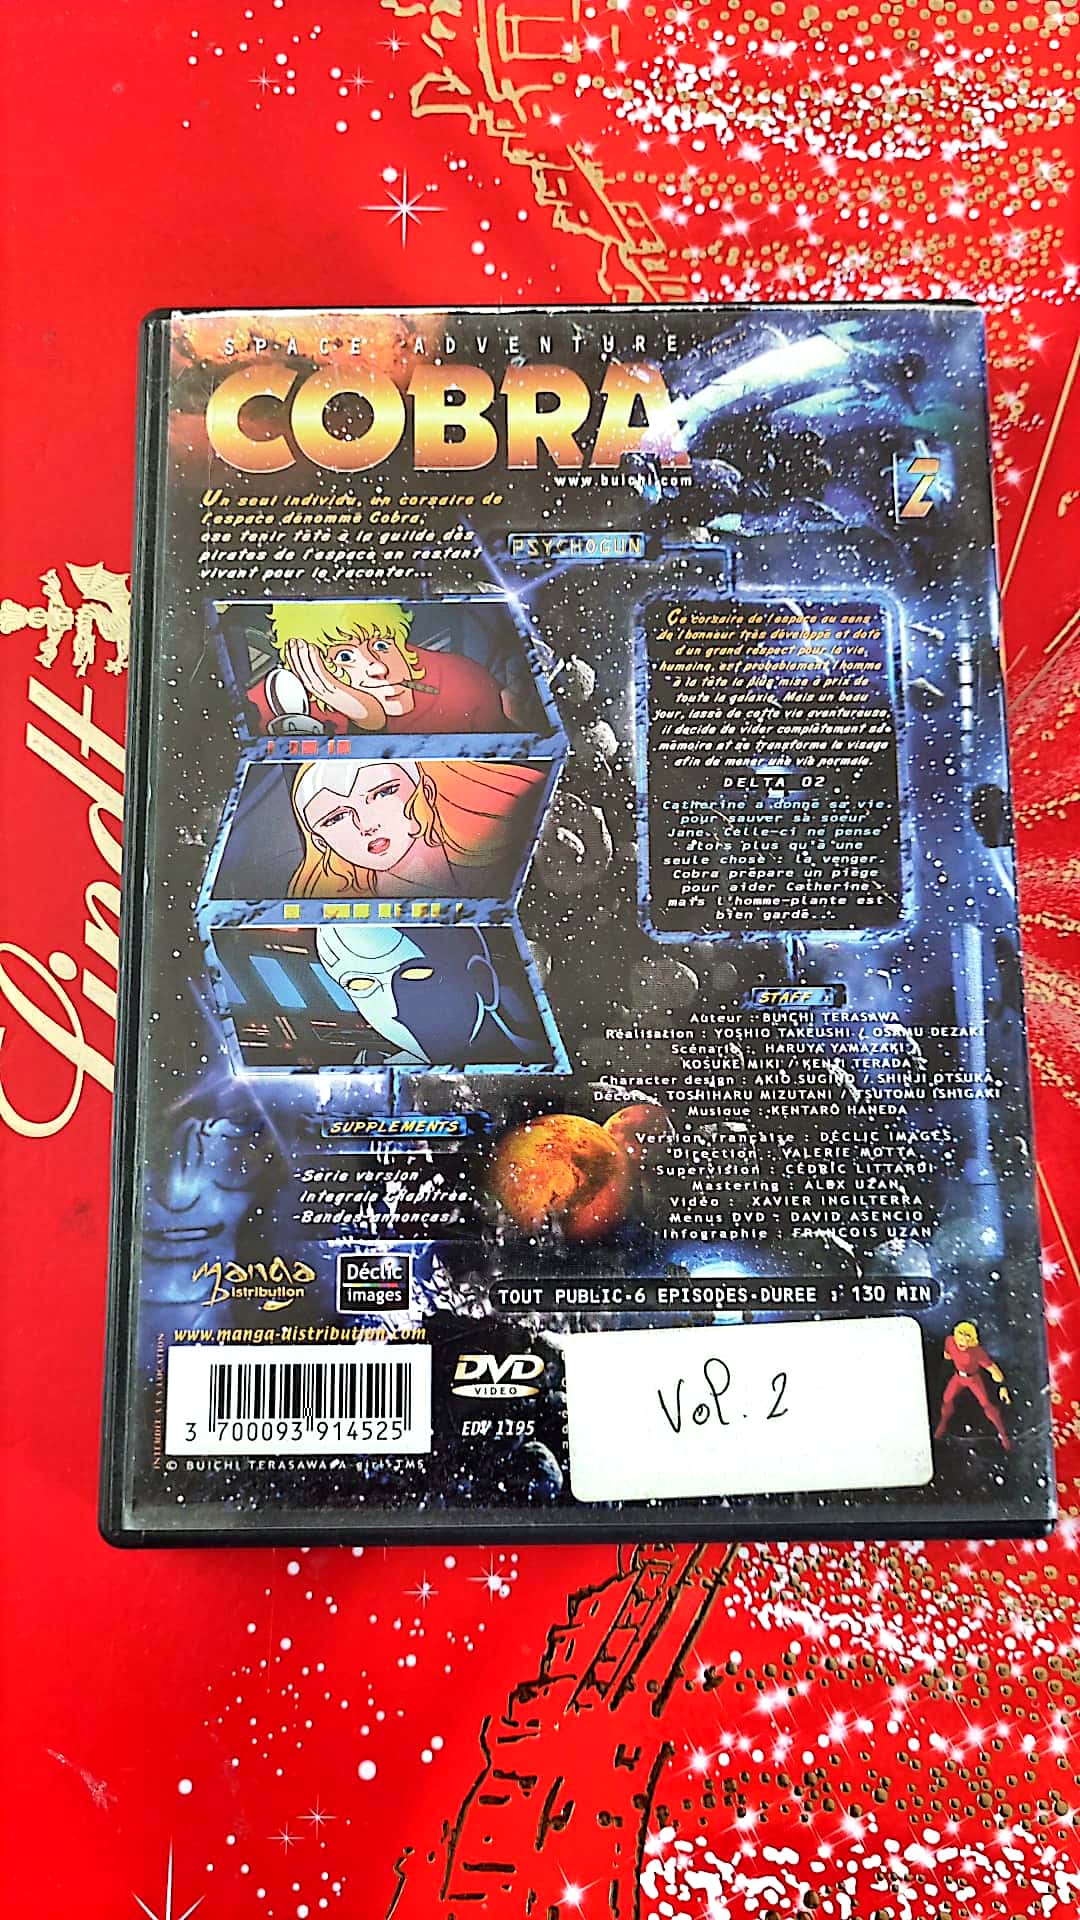 SPACE ADVENTURE
COBRA
www.buichi.com
2
Un seul individu, un corsaire de
l'espace dénommé Cobra,
ose tenir tête à la guilde des
pirates de l'espace en restant
vivant pour le raconter...
PSYCHOGUN
Ce corsaire de l'espace au sens
de l'honneur très développé et doté
d'un grand respect pour la vie
humaine, est probablement l'homme
à la tête la plus mise à prix de
toute la galaxie. Mais un beau
jour, lassé de cette vie aventureuse,
il décide de vider complètement sa
mémoire et se transforme le visage
afin de mener une vie normale.
DELTA 02
Catherine a donné sa vie
pour sauver sa soeur
Jane. Celle-ci ne pense
alors plus qu'à une
seule chose : la venger.
Cobra prépare un piège
pour aider Catherine
mais l'homme-plante est
bien gardé...
STAFF
Auteur : BUICHI TERASAWA
Réalisation : YOSHIO TAKEUSHI / OSAMU DEZAKI
Scénario : HARUYA YAMAZAKI
KOSUKE MIKI / KENJI TERADA
Character design : AKIO SUGINO / SHINJI OTSUKA
Décors : TOSHIHARU MIZUTANI / TSUTOMU ISHIGAKI
Musique : KENTARO HANEDA
Version française : DÉCLIC IMAGES
Direction : VALERIE MOTTA
Supervision : CÉDRIC LITTARDI
Mastering : ALEX UZAN
Vidéo : XAVIER INGILTERRA
Menus DVD : DAVID ASENCIO
Infographie : FRANÇOIS UZAN
SUPPLEMENTS
-Série version
intégrale chapitrée
-Bandes-annonces
manga
Distribution
Déclic
images
TOUT PUBLIC-6 EPISODES-DUREE : 130 MIN
www.manga-distribution.com
INTERDIT A LA LOCATION
3 700093 914525
DVD
VIDEO
EDV 1195
Vol. 2
© BUICHI TERASAWA/A-girl-TMS
Lindt